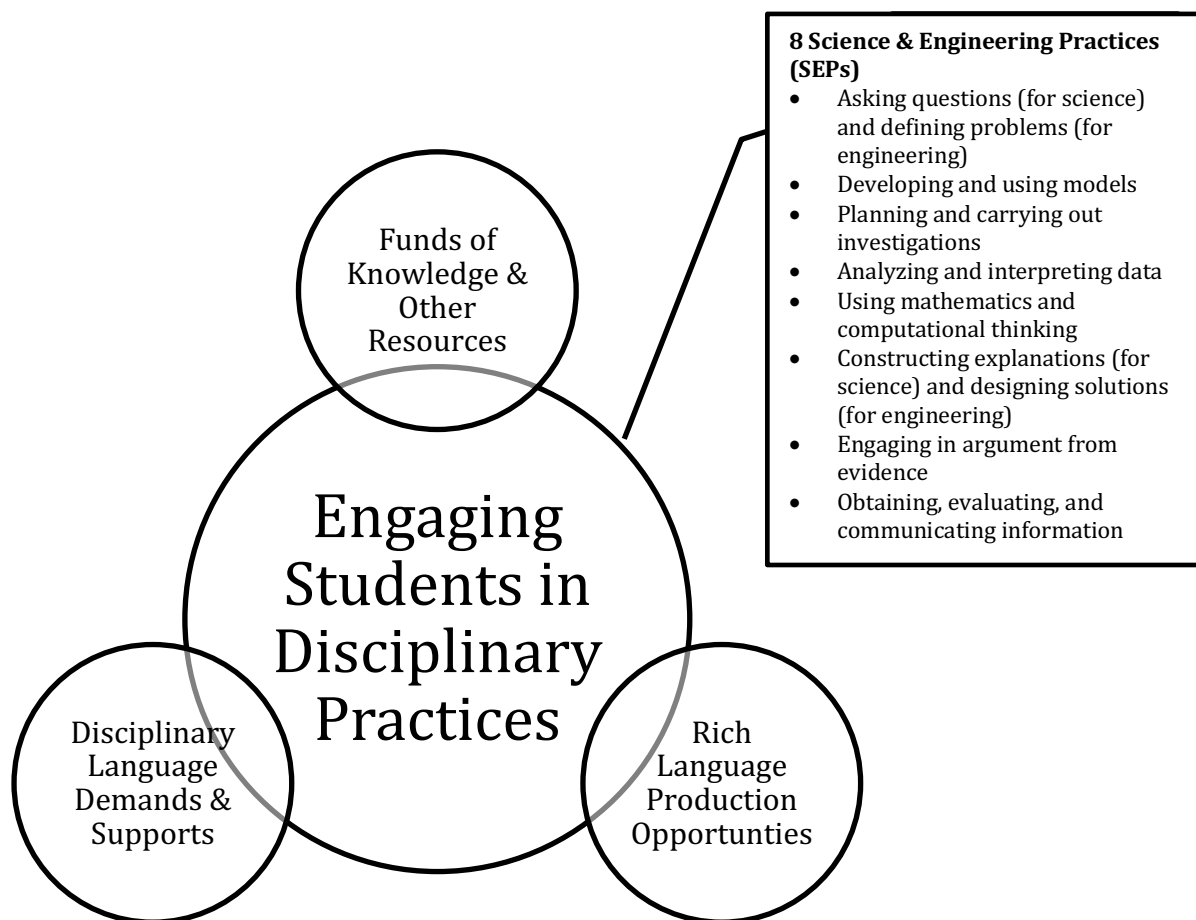 8 Science & Engineering Practices
(SEPs)
• Asking questions (for science)
and defining problems (for
engineering)
• Developing and using models
• Planning and carrying out
investigations
• Analyzing and interpreting data
• Using mathematics and
computational thinking
• Constructing explanations (for
science) and designing solutions
(for engineering)
• Engaging in argument from
evidence
• Obtaining, evaluating, and
communicating information
Funds of
Knowledge &
Other
Resources
Engaging
Students in
Disciplinary
Practices
Disciplinary
Language
Demands &
Supports
Rich
Language
Production
Opportunties